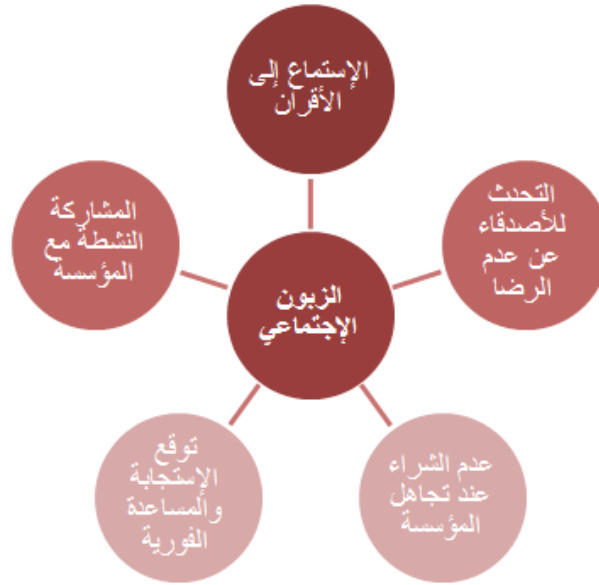 الإستماع إلى
الأقران
التحدث
للأصدقاء
عن عدم
الرضا
المشاركة
النشطة مع
المؤسسة
الزبون
الإجتماعي
عدم الشراء
عند تجاهل
المؤسسة
توقع
الإستجابة
والمساعدة
الفورية